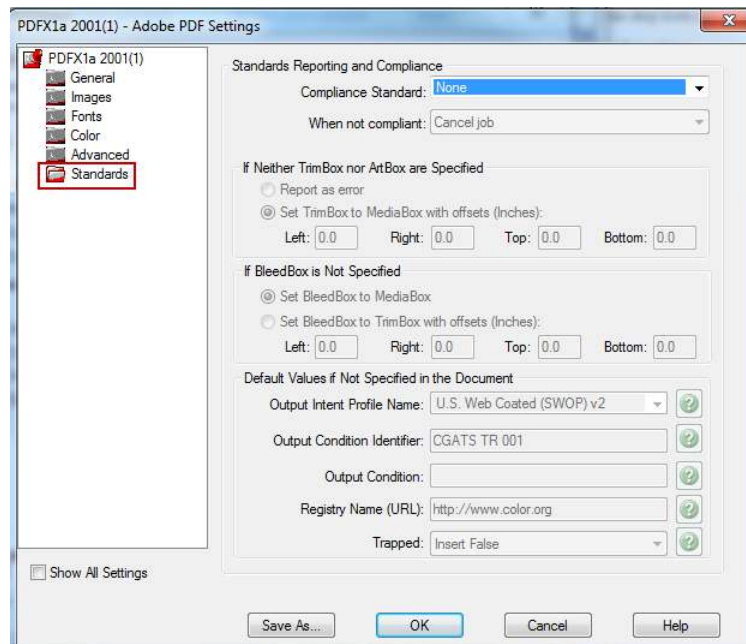 PDFX1a 2001(1) - Adobe PDF Settings
PDFX1a 2001(1)
General
Images
Fonts
Color
Advanced
Standards
Show All Settings
Standards Reporting and Compliance
Compliance Standard: None
When not compliant: Cancel job
If Neither TrimBox nor ArtBox are Specified
Report as error
Set TrimBox to MediaBox with offsets (Inches):
Left: 0.0 Right: 0.0 Top: 0.0 Bottom: 0.0
If BleedBox is Not Specified
Set BleedBox to MediaBox
Set BleedBox to TrimBox with offsets (Inches):
Left: 0.0 Right: 0.0 Top: 0.0 Bottom: 0.0
Default Values if Not Specified in the Document
Output Intent Profile Name: U.S. Web Coated (SWOP) v2
Output Condition Identifier: CGATS TR 001
Output Condition:
Registry Name (URL): http://www.color.org
Trapped: Insert False
Save As... OK Cancel Help